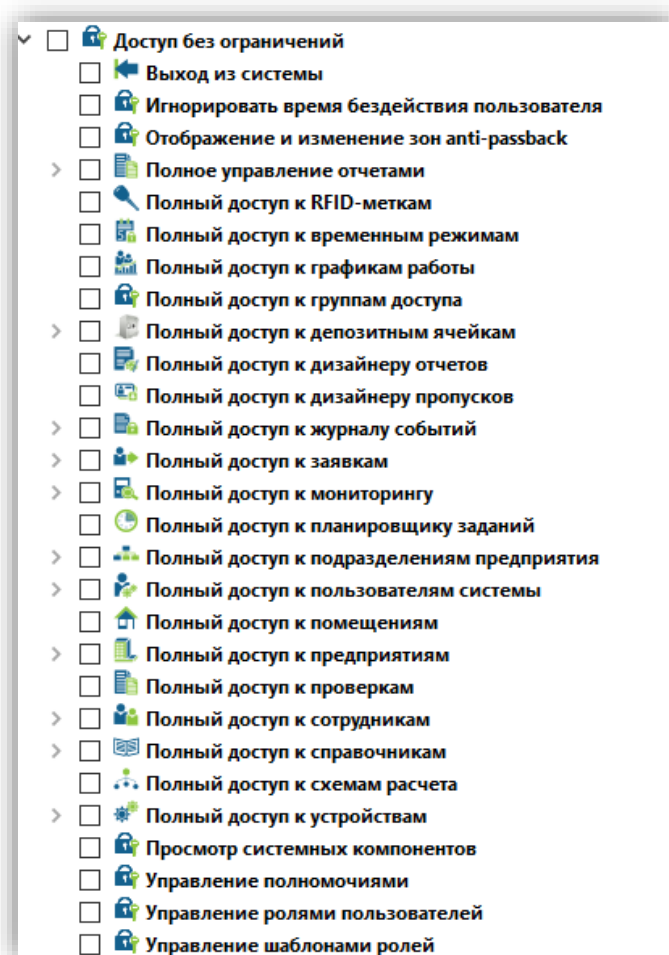 Доступ без ограничений
Выход из системы
Игнорировать время бездействия пользователя
Отображение и изменение зон anti-passback
Полное управление отчетами
Полный доступ к RFID-меткам
Полный доступ к временным режимам
Полный доступ к графикам работы
Полный доступ к группам доступа
Полный доступ к депозитным ячейкам
Полный доступ к дизайнеру отчетов
Полный доступ к дизайнеру пропусков
Полный доступ к журналу событий
Полный доступ к заявкам
Полный доступ к мониторингу
Полный доступ к планировщику заданий
Полный доступ к подразделениям предприятия
Полный доступ к пользователям системы
Полный доступ к помещениям
Полный доступ к предприятиям
Полный доступ к проверкам
Полный доступ к сотрудникам
Полный доступ к справочникам
Полный доступ к схемам расчета
Полный доступ к устройствам
Просмотр системных компонентов
Управление полномочиями
Управление ролями пользователей
Управление шаблонами ролей